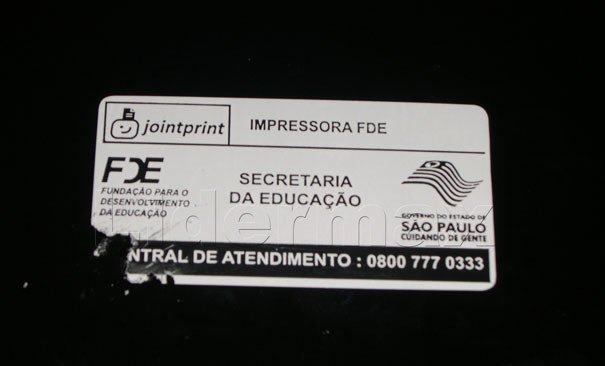 jointprint
IMPRESSORA FDE
FDE
FUNDAÇÃO PARA O
DESENVOLVIMENTO
DA EDUCAÇÃO
SECRETARIA
DA EDUCAÇÃO
GOVERNO DO ESTADO DE
SÃO PAULO
CUIDANDO DE GENTE
NTRAL DE ATENDIMENTO : 0800 777 0333